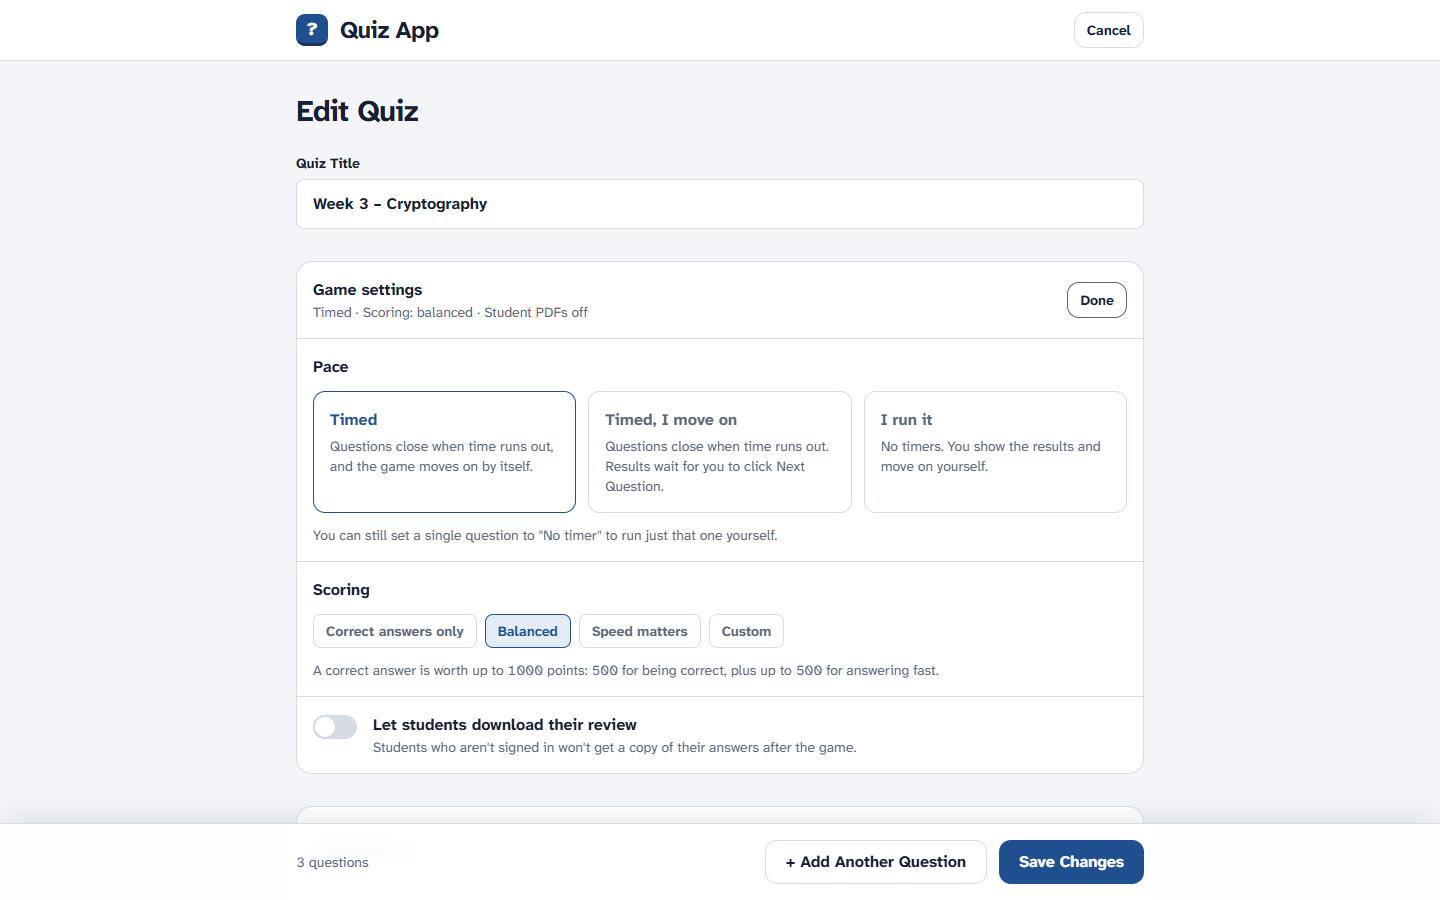 ? Quiz App
Cancel
Edit Quiz
Quiz Title
Week 3 – Cryptography
Game settings
Timed · Scoring: balanced · Student PDFs off
Done
Pace
Timed
Questions close when time runs out,
and the game moves on by itself.
Timed, I move on
Questions close when time runs out.
Results wait for you to click Next
Question.
I run it
No timers. You show the results and
move on yourself.
You can still set a single question to "No timer" to run just that one yourself.
Scoring
Correct answers only
Balanced
Speed matters
Custom
A correct answer is worth up to 1000 points: 500 for being correct, plus up to 500 for answering fast.
Let students download their review
Students who aren't signed in won't get a copy of their answers after the game.
3 questions
+ Add Another Question
Save Changes